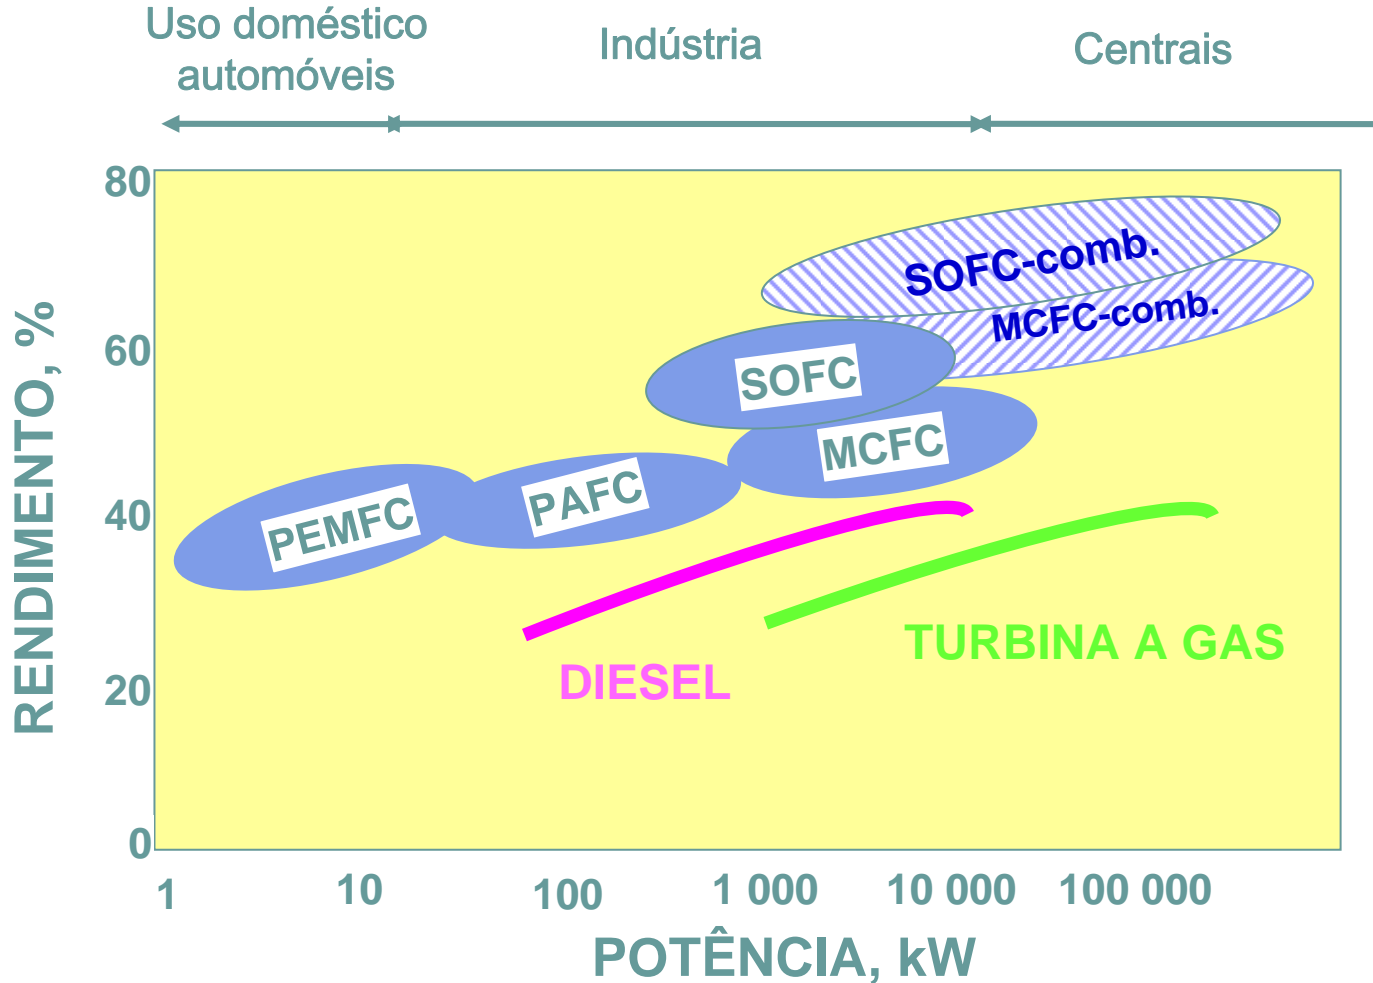 Uso doméstico
automóveis
Indústria
Centrais
80
60
40
20
0
RENDIMENTO, %
SOFC-comb.
MCFC-comb.
SOFC
MCFC
PAFC
PEMFC
DIESEL
TURBINA A GAS
1
10
100
1 000
10 000
100 000
POTÊNCIA, kW